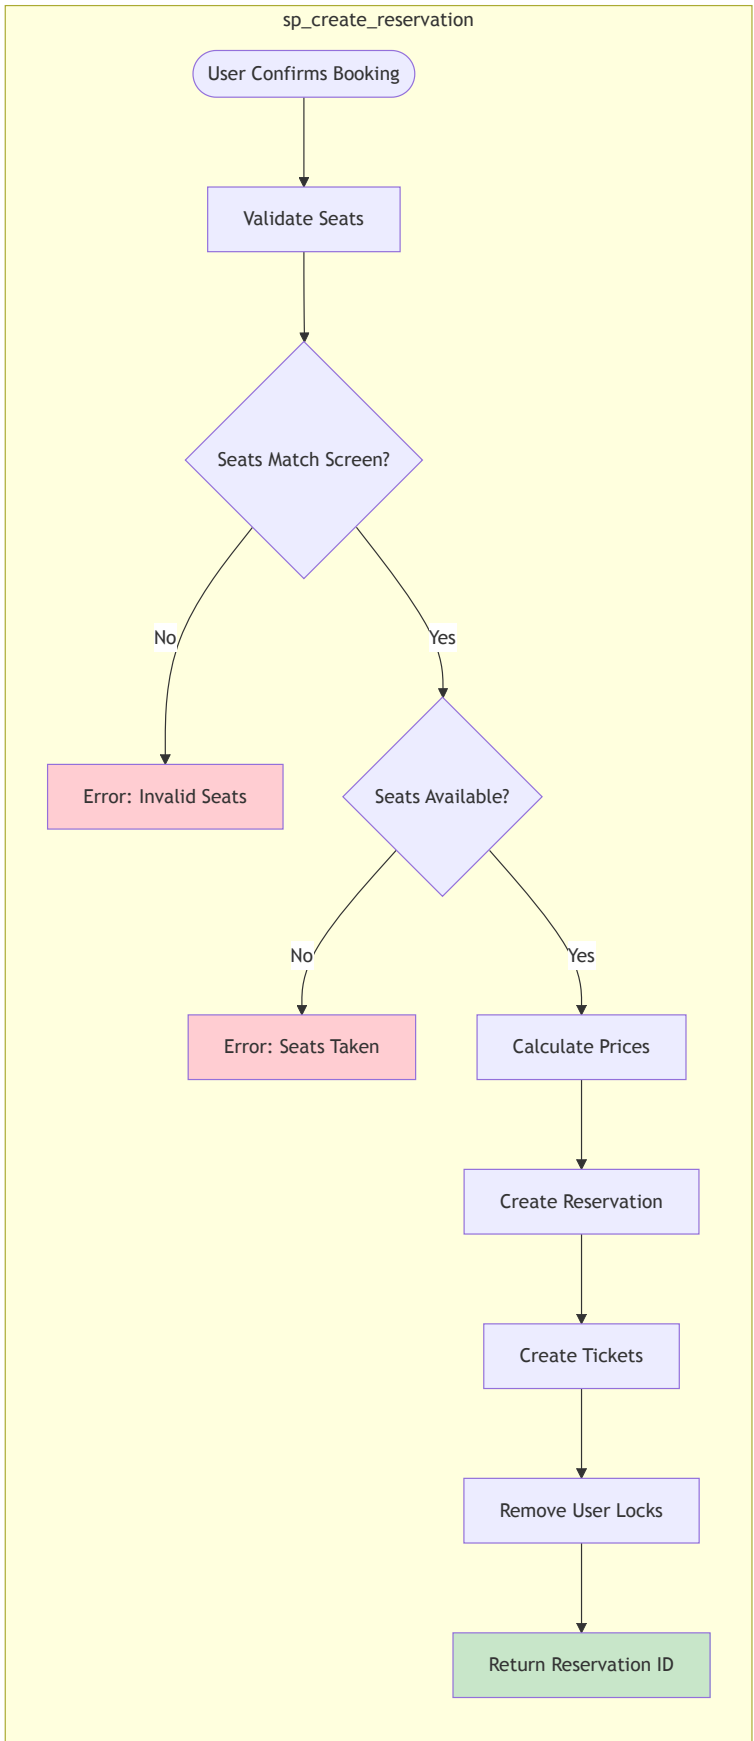 sp_create_reservation
User Confirms Booking
Validate Seats
Seats Match Screen?
No
Yes
Error: Invalid Seats
Seats Available?
No
Yes
Error: Seats Taken
Calculate Prices
Create Reservation
Create Tickets
Remove User Locks
Return Reservation ID